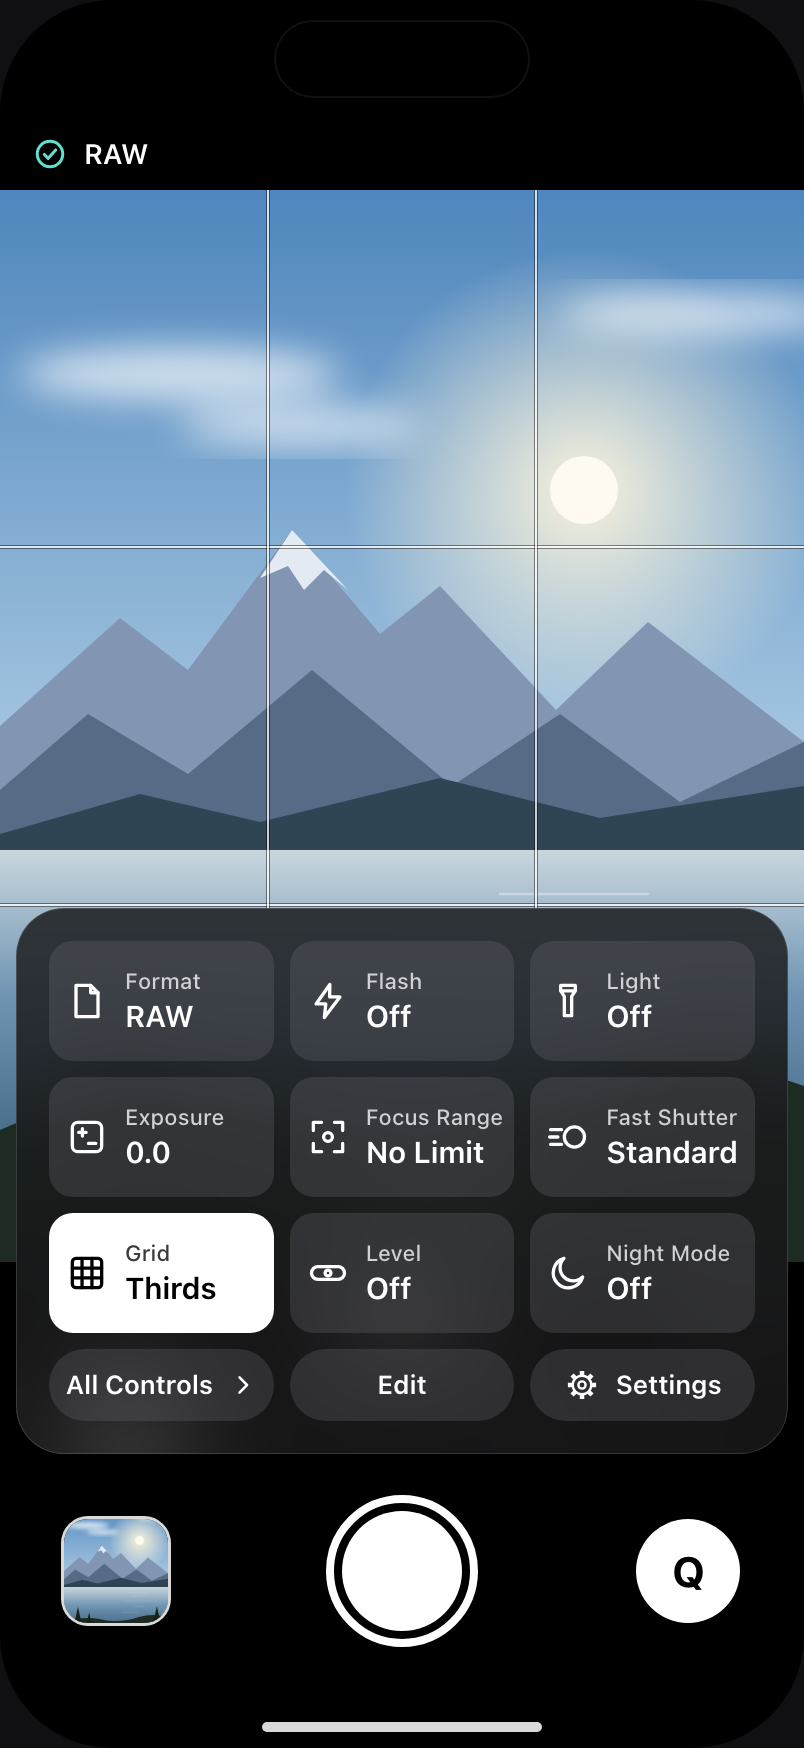 RAW
Format
RAW
Flash
Off
Light
Off
Exposure
0.0
Focus Range
No Limit
Fast Shutter
Standard
Grid
Thirds
Level
Off
Night Mode
Off
All Controls
Edit
Settings
Q